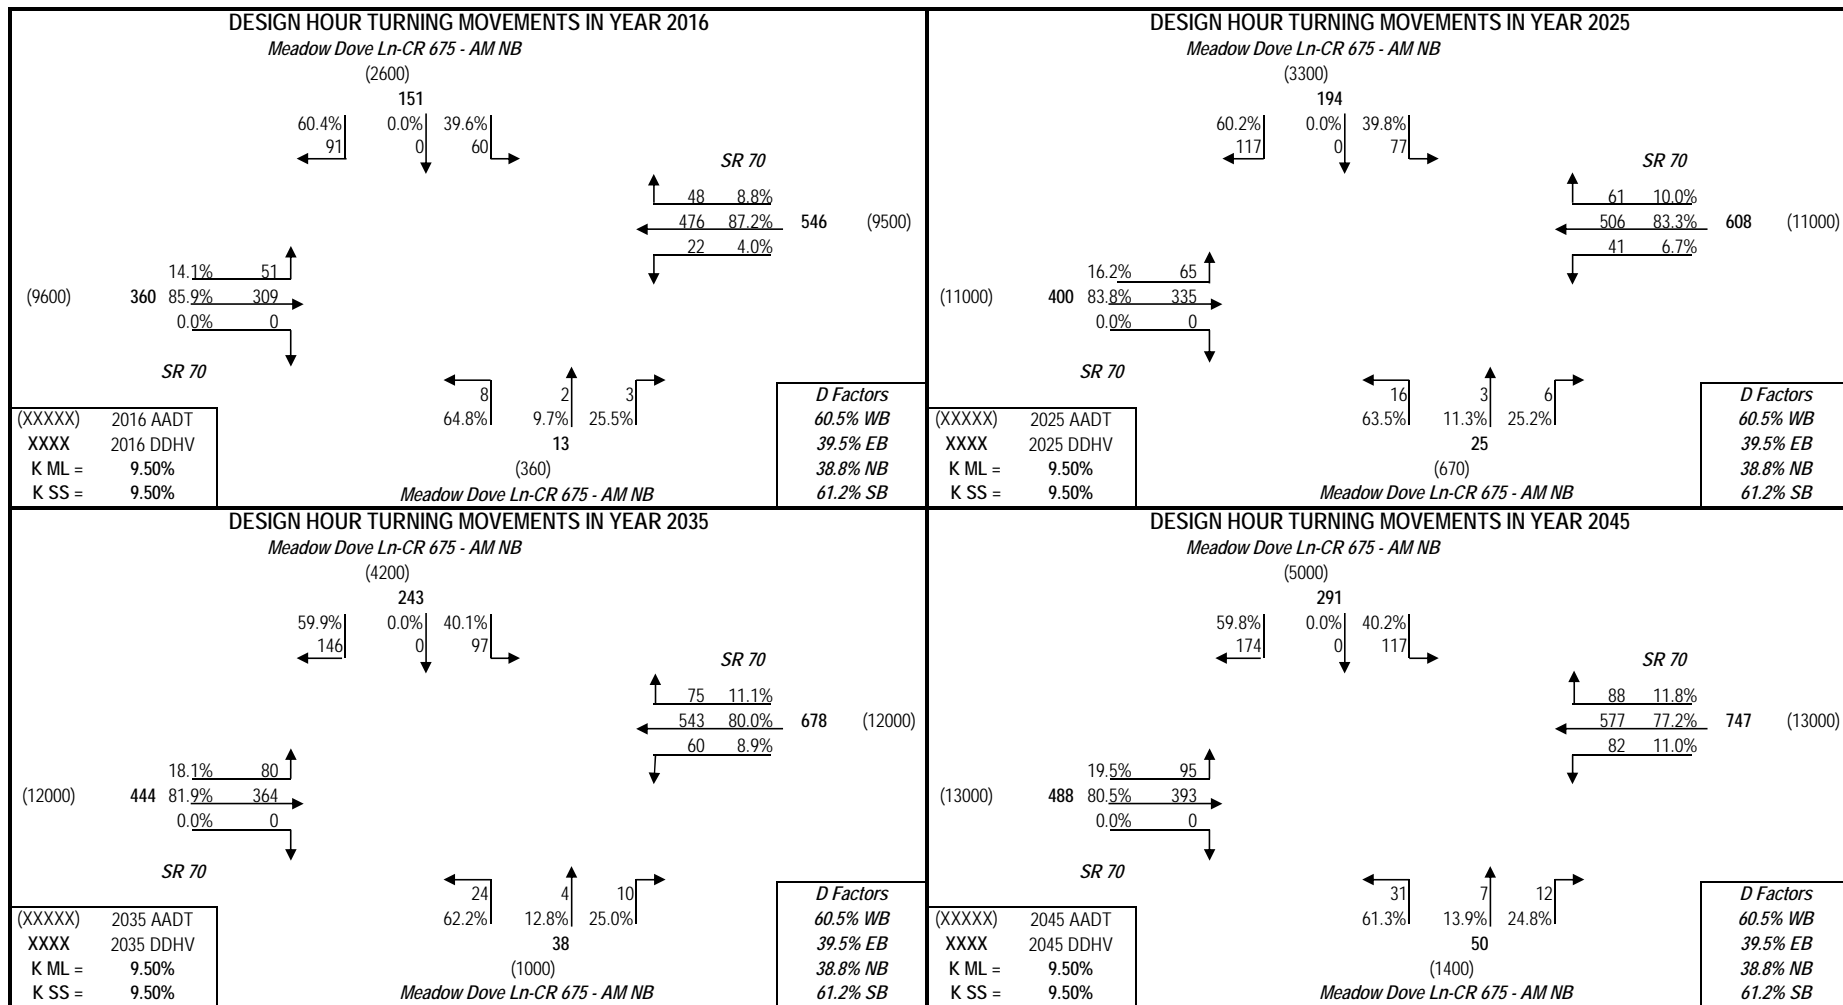 DESIGN HOUR TURNING MOVEMENTS IN YEAR 2016
Meadow Dove Ln-CR 675 - AM NB
(2600)
151
60.4% 0.0% 39.6%
91 0 60
SR 70
48 8.8%
476 87.2% 546 (9500)
22 4.0%
14.1% 51
(9600) 360 85.9% 309
0.0% 0
SR 70
8 2 3
64.8% 9.7% 25.5%
13
(360)
Meadow Dove Ln-CR 675 - AM NB
(XXXXX) 2016 AADT
XXXX 2016 DDHV
K ML = 9.50%
K SS = 9.50%
D Factors
60.5% WB
39.5% EB
38.8% NB
61.2% SB
DESIGN HOUR TURNING MOVEMENTS IN YEAR 2025
Meadow Dove Ln-CR 675 - AM NB
(3300)
194
60.2% 0.0% 39.8%
117 0 77
SR 70
61 10.0%
506 83.3% 608 (11000)
41 6.7%
16.2% 65
(11000) 400 83.8% 335
0.0% 0
SR 70
16 3 6
63.5% 11.3% 25.2%
25
(670)
Meadow Dove Ln-CR 675 - AM NB
(XXXXX) 2025 AADT
XXXX 2025 DDHV
K ML = 9.50%
K SS = 9.50%
D Factors
60.5% WB
39.5% EB
38.8% NB
61.2% SB
DESIGN HOUR TURNING MOVEMENTS IN YEAR 2035
Meadow Dove Ln-CR 675 - AM NB
(4200)
243
59.9% 0.0% 40.1%
146 0 97
SR 70
75 11.1%
543 80.0% 678 (12000)
60 8.9%
18.1% 80
(12000) 444 81.9% 364
0.0% 0
SR 70
24 4 10
62.2% 12.8% 25.0%
38
(1000)
Meadow Dove Ln-CR 675 - AM NB
(XXXXX) 2035 AADT
XXXX 2035 DDHV
K ML = 9.50%
K SS = 9.50%
D Factors
60.5% WB
39.5% EB
38.8% NB
61.2% SB
DESIGN HOUR TURNING MOVEMENTS IN YEAR 2045
Meadow Dove Ln-CR 675 - AM NB
(5000)
291
59.8% 0.0% 40.2%
174 0 117
SR 70
88 11.8%
577 77.2% 747 (13000)
82 11.0%
19.5% 95
(13000) 488 80.5% 393
0.0% 0
SR 70
31 7 12
61.3% 13.9% 24.8%
50
(1400)
Meadow Dove Ln-CR 675 - AM NB
(XXXXX) 2045 AADT
XXXX 2045 DDHV
K ML = 9.50%
K SS = 9.50%
D Factors
60.5% WB
39.5% EB
38.8% NB
61.2% SB